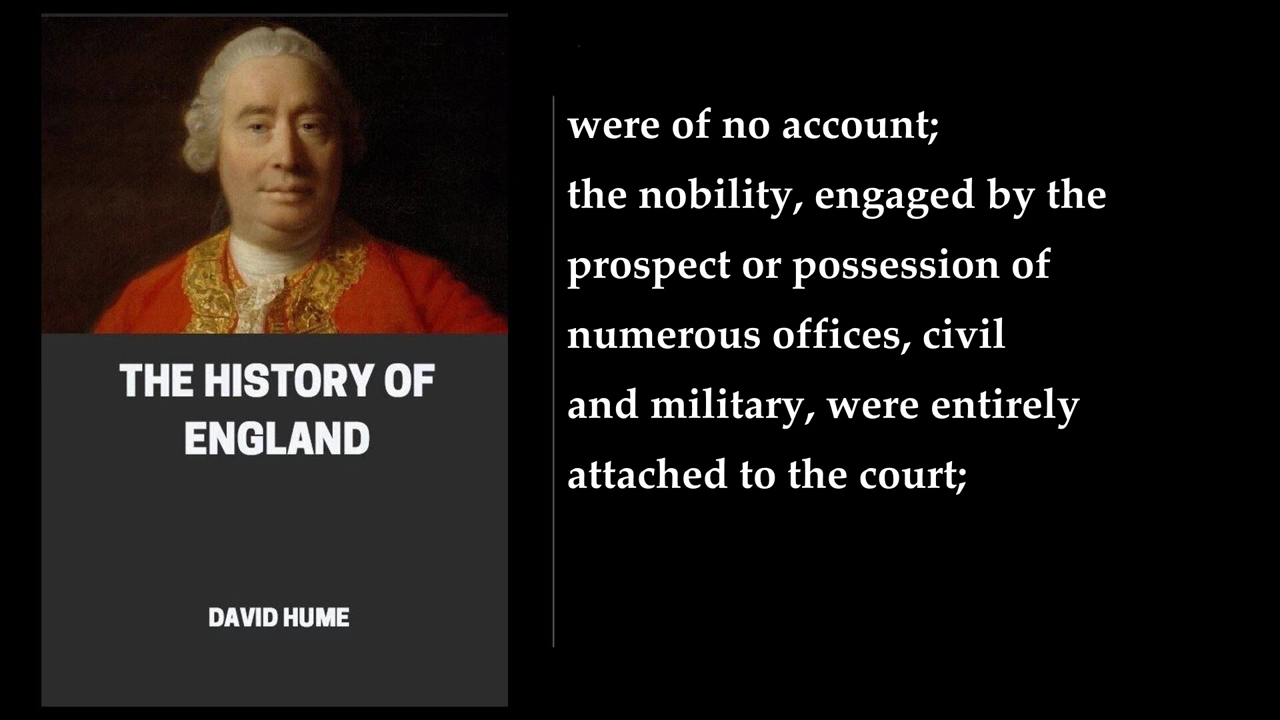 THE HISTORY OF
ENGLAND
DAVID HUME
were of no account;
the nobility, engaged by the
prospect or possession of
numerous offices, civil
and military, were entirely
attached to the court;